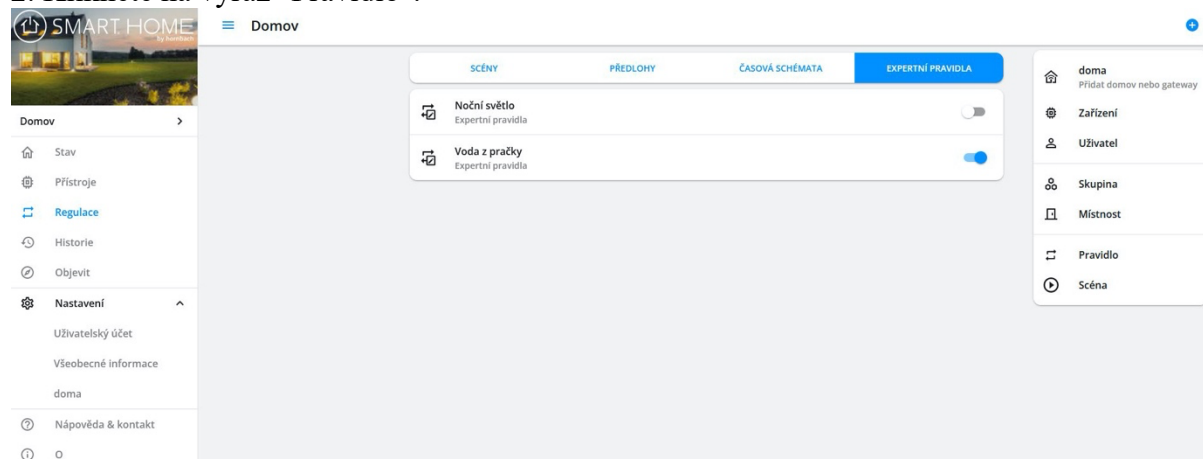 2. Klikněte na výraz "Pravidlo".
SMART HOME
by hornbach
Domov
Domov
Stav
Přístroje
Regulace
Historie
Objevit
Nastavení
Uživatelský účet
Všeobecné informace
doma
Nápověda & kontakt
O
SCÉNY
PŘEDLOHY
ČASOVÁ SCHÉMATA
EXPERTNÍ PRAVIDLA
Noční světlo
Expertní pravidla
Voda z pračky
Expertní pravidla
doma
Přidat domov nebo gateway
Zařízení
Uživatel
Skupina
Místnost
Pravidlo
Scéna